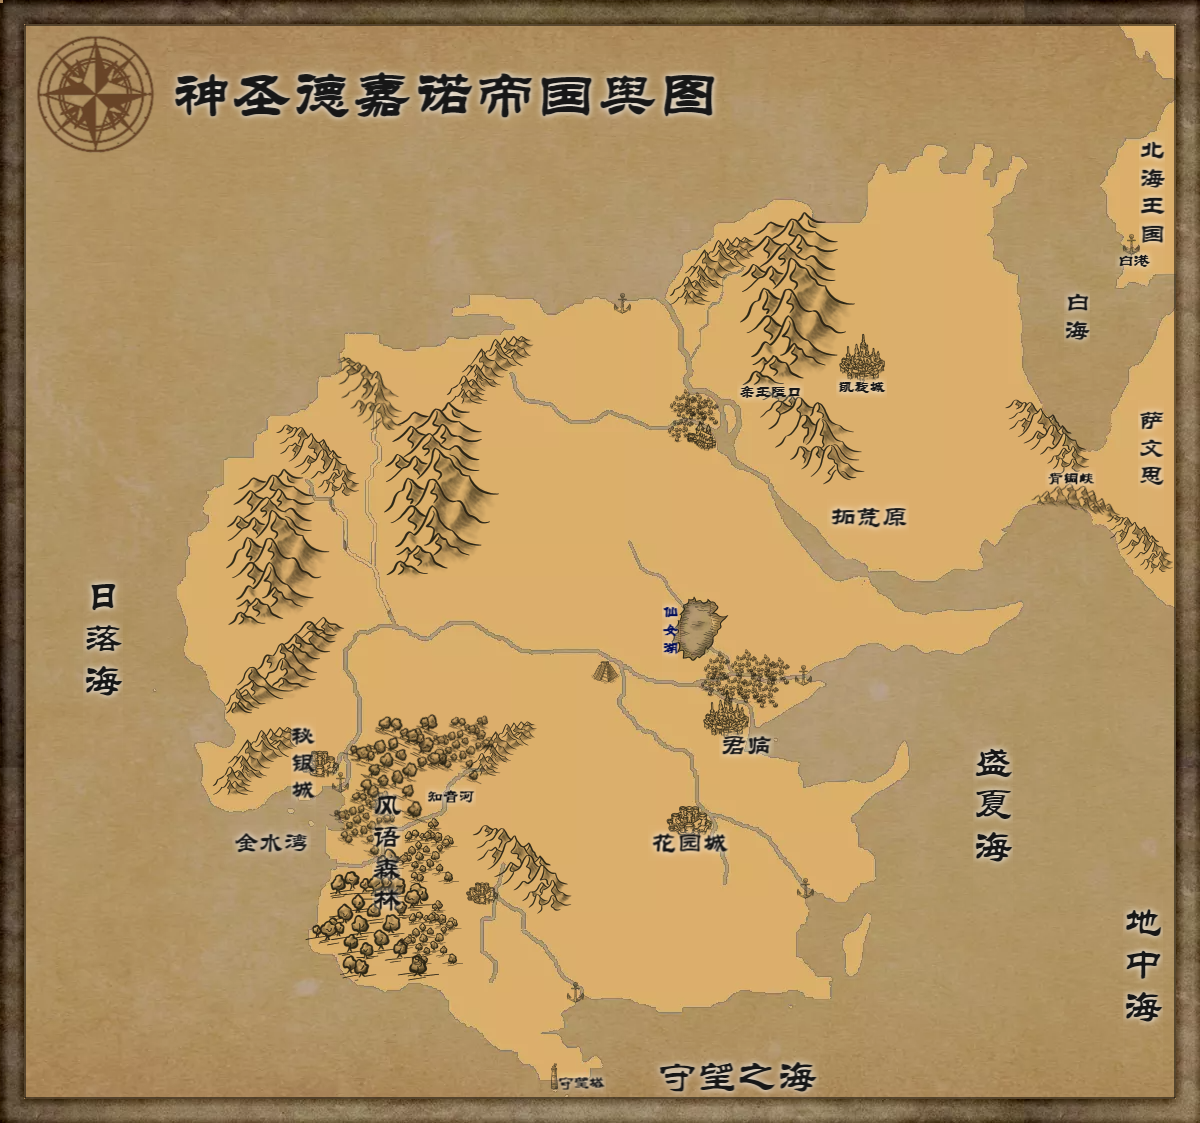 神圣德嘉诺帝国舆图
北海王国
白港
白海
凯旋城
亲王隘口
萨文思
背铜峡
拓荒原
日落海
仙女湖
君临
秘银城
知音河
风语森林
金水湾
花园城
盛夏海
地中海
守望之海
守望塔